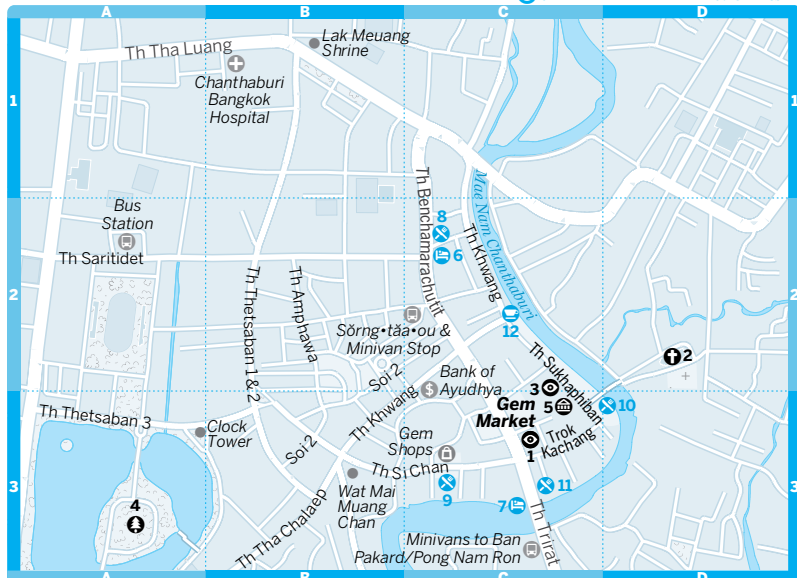 A
B
C
D
1
1
Th Tha Luang
Lak Meuang
Shrine
Chanthaburi
Bangkok
Hospital
Mae Nam Chanthaburi
Th Benchamarachutit
Bus
Station
Th Saritidet
8
6
Th Khwang
2
2
Th Thetsaban 1 & 2
Th Amphawa
Sŏrng•tăa•ou &
Minivan Stop
12
Th Sukhaphiban
2
Soi 2
Bank of
Ayudhya
3
5
10
Th Khwang
Gem
Market
Th Thetsaban 3
Clock
Tower
Soi 2
Gem
Shops
1
Trok
Kachang
Th Si Chan
3
3
4
Wat Mai
Muang
Chan
9
11
7
Th Tha Chalaep
Th Trirat
Minivans to Ban
Pakard/Pong Nam Ron
A
B
C
D